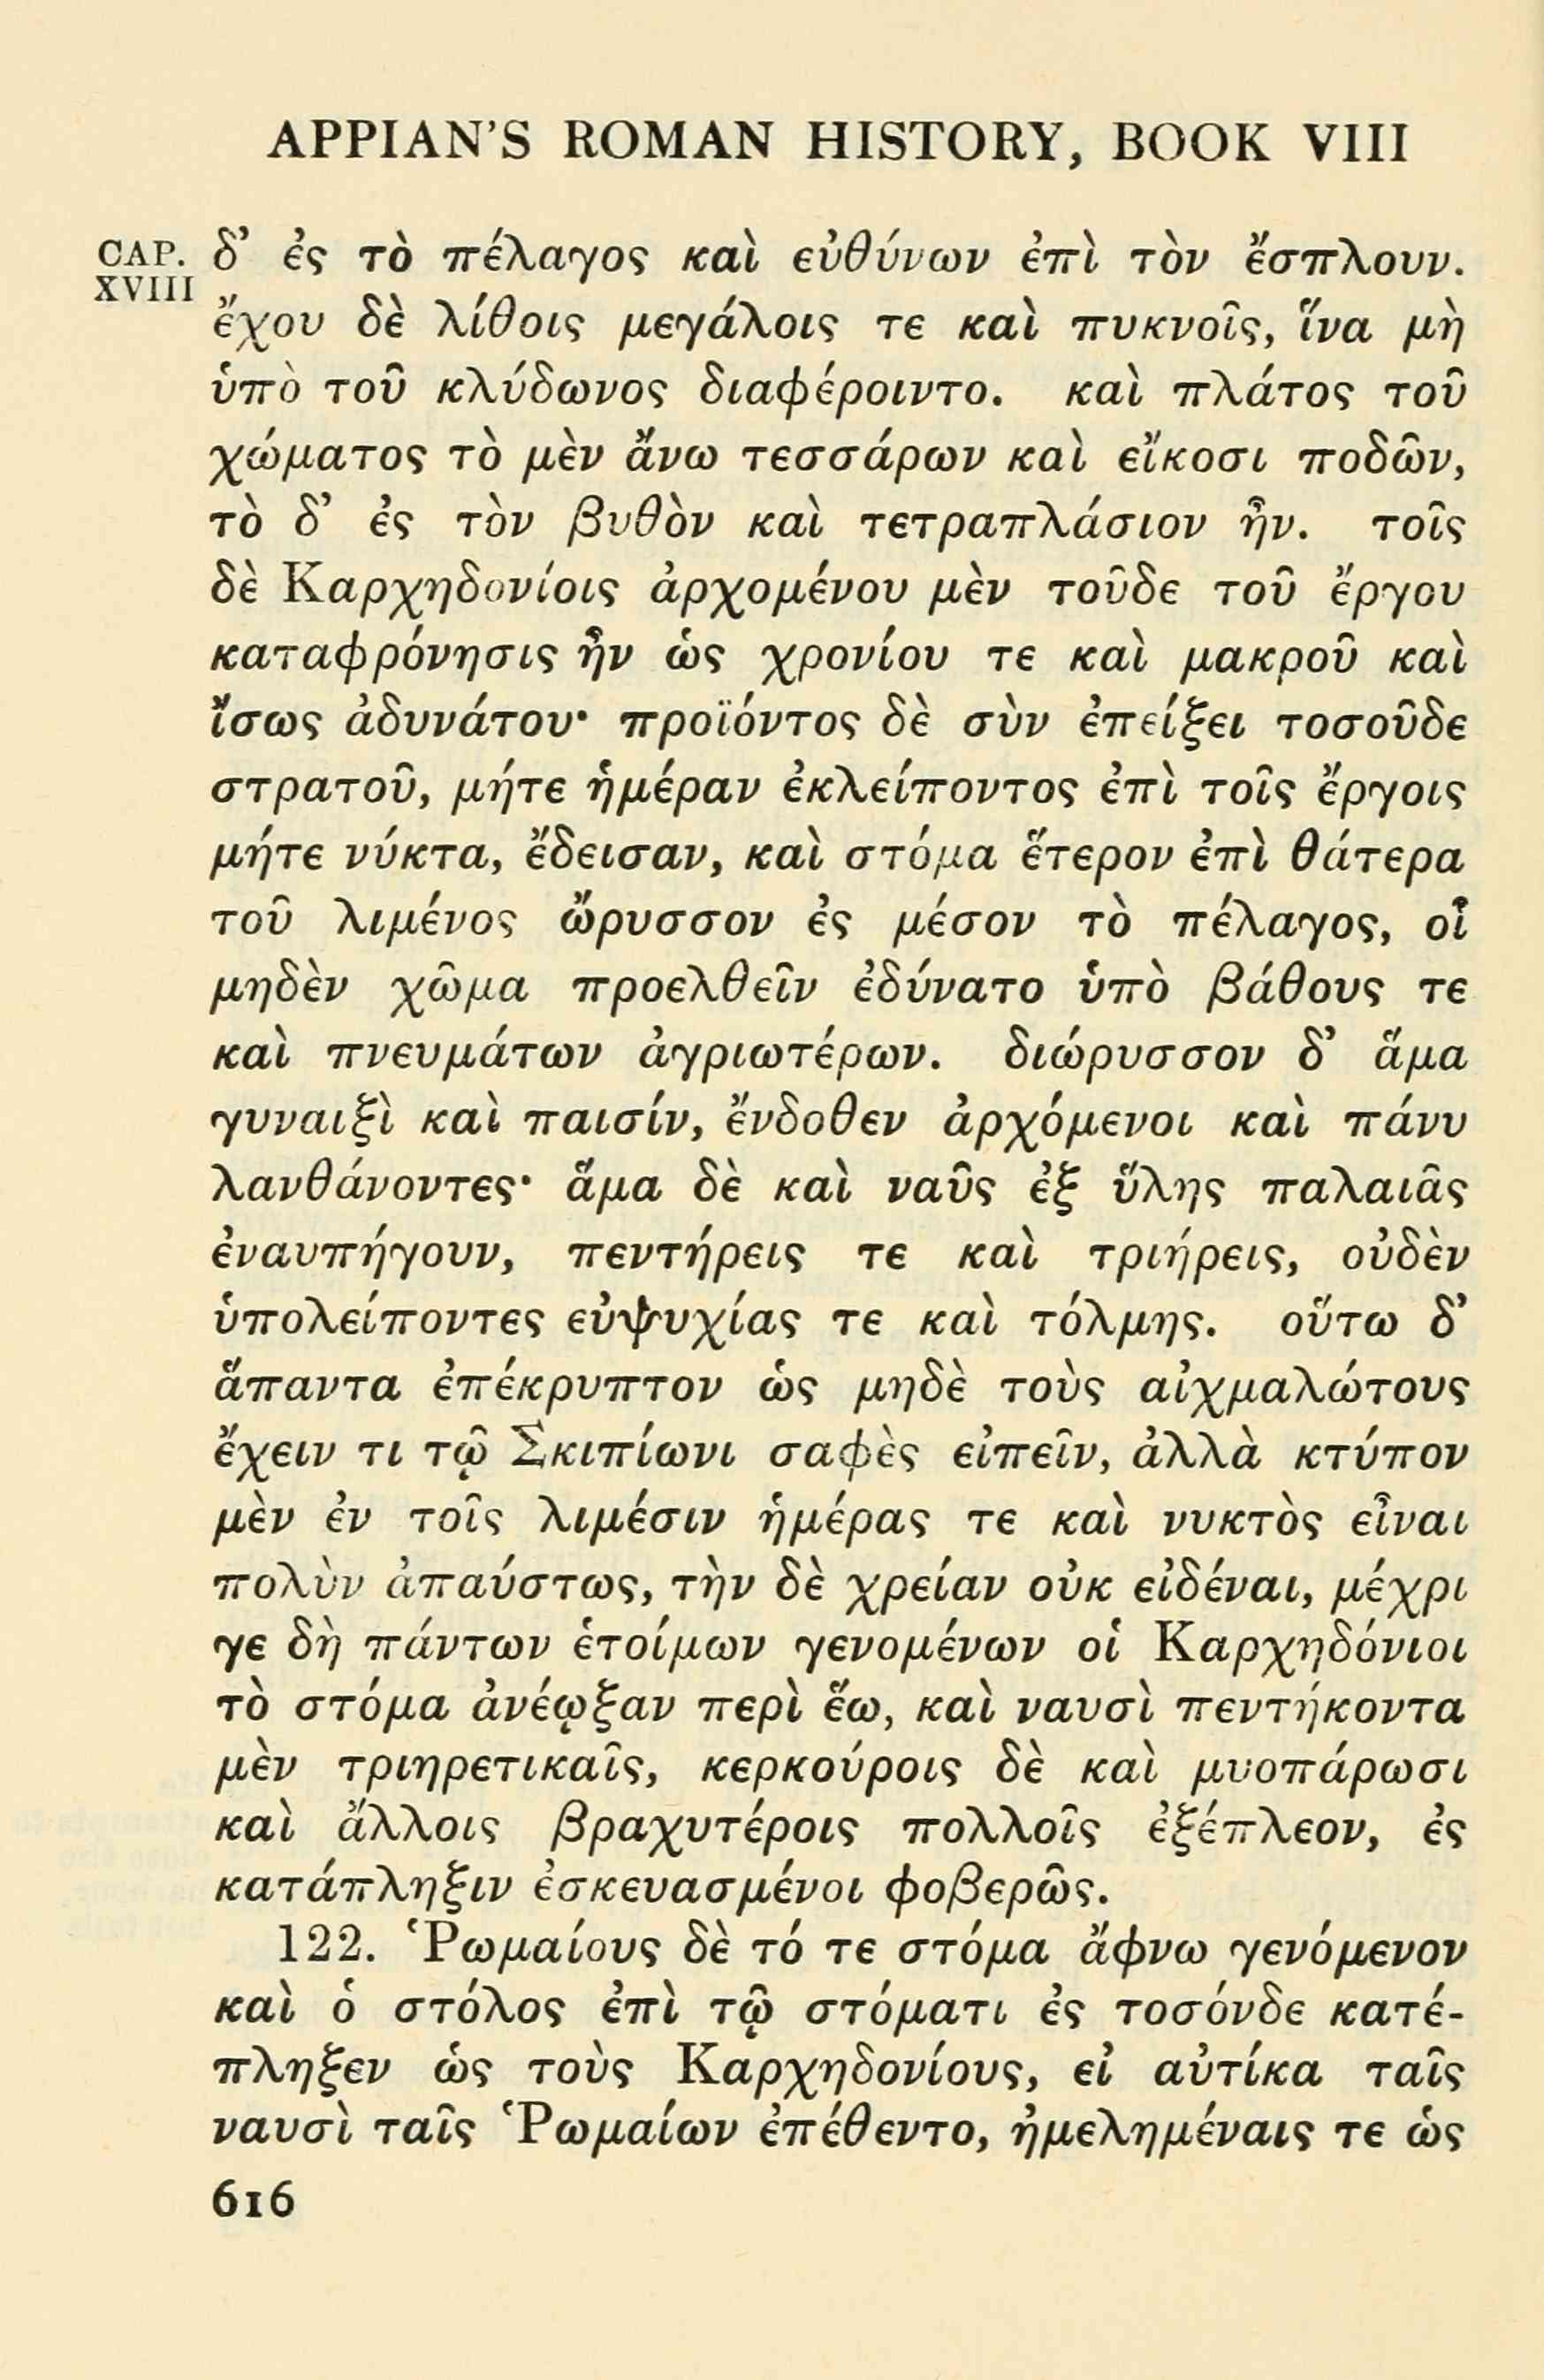 APPIAN'S ROMAN HISTORY, BOOK VIII
CAP. XVIII
δ' ἐς τὸ πέλαγος καὶ εὐθύνων ἐπὶ τὸν ἔσπλουν.
ἔχου δὲ λίθοις μεγάλοις τε καὶ πυκνοῖς, ἵνα μὴ
ὑπὸ τοῦ κλύδωνος διαφέροιντο. καὶ πλάτος τοῦ
χώματος τὸ μὲν ἄνω τεσσάρων καὶ εἴκοσι ποδῶν,
τὸ δ' ἐς τὸν βυθὸν καὶ τετραπλάσιον ἦν. τοῖς
δὲ Καρχηδονίοις ἀρχομένου μὲν τοῦδε τοῦ ἔργου
καταφρόνησις ἦν ὡς χρονίου τε καὶ μακροῦ καὶ
ἴσως ἀδυνάτου· προϊόντος δὲ σὺν ἐπείξει τοσοῦδε
στρατοῦ, μήτε ἡμέραν ἐκλείποντος ἐπὶ τοῖς ἔργοις
μήτε νύκτα, ἔδεισαν, καὶ στόμα ἕτερον ἐπὶ θάτερα
τοῦ λιμένος ὤρυσσον ἐς μέσον τὸ πέλαγος, οἷ
μηδὲν χῶμα προελθεῖν ἐδύνατο ὑπὸ βάθους τε
καὶ πνευμάτων ἀγριωτέρων. διώρυσσον δ' ἅμα
γυναιξὶ καὶ παισίν, ἔνδοθεν ἀρχόμενοι καὶ πάνυ
λανθάνοντες· ἅμα δὲ καὶ ναῦς ἐξ ὕλης παλαιᾶς
ἐναυπήγουν, πεντήρεις τε καὶ τριήρεις, οὐδὲν
ὑπολείποντες εὐψυχίας τε καὶ τόλμης. οὕτω δ'
ἅπαντα ἐπέκρυπτον ὡς μηδὲ τοὺς αἰχμαλώτους
ἔχειν τι τῷ Σκιπίωνι σαφὲς εἰπεῖν, ἀλλὰ κτύπον
μὲν ἐν τοῖς λιμέσιν ἡμέρας τε καὶ νυκτὸς εἶναι
πολὺν ἀπαύστως, τὴν δὲ χρείαν οὐκ εἰδέναι, μέχρι
γε δὴ πάντων ἑτοίμων γενομένων οἱ Καρχηδόνιοι
τὸ στόμα ἀνέῳξαν περὶ ἕω, καὶ ναυσὶ πεντήκοντα
μὲν τριηρετικαῖς, κερκούροις δὲ καὶ μυοπάρωσι
καὶ ἄλλοις βραχυτέροις πολλοῖς ἐξέπλεον, ἐς
κατάπληξιν ἐσκευασμένοι φοβερῶς.
122. Ῥωμαίους δὲ τό τε στόμα ἄφνω γενόμενον
καὶ ὁ στόλος ἐπὶ τῷ στόματι ἐς τοσόνδε κατέ-
πληξεν ὡς τοὺς Καρχηδονίους, εἰ αὐτίκα ταῖς
ναυσὶ ταῖς Ῥωμαίων ἐπέθεντο, ἠμελημέναις τε ὡς
616